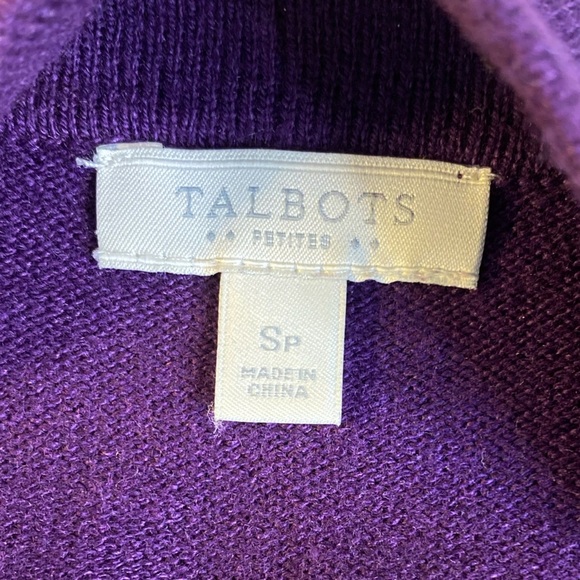 TALBOTS
PETITES
SP
MADE IN
CHINA